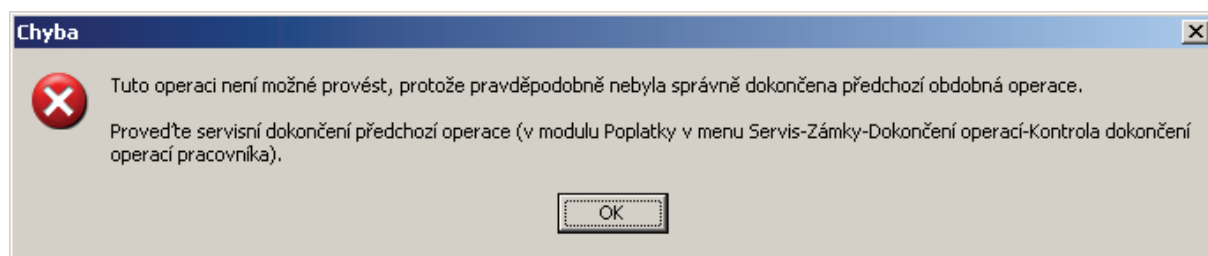 Chyba
Tuto operaci není možné provést, protože pravděpodobně nebyla správně dokončena předchozí obdobná operace.
Proveďte servisní dokončení předchozí operace (v modulu Poplatky v menu Servis-Zámky-Dokončení operací-Kontrola dokončení
operací pracovníka).
OK